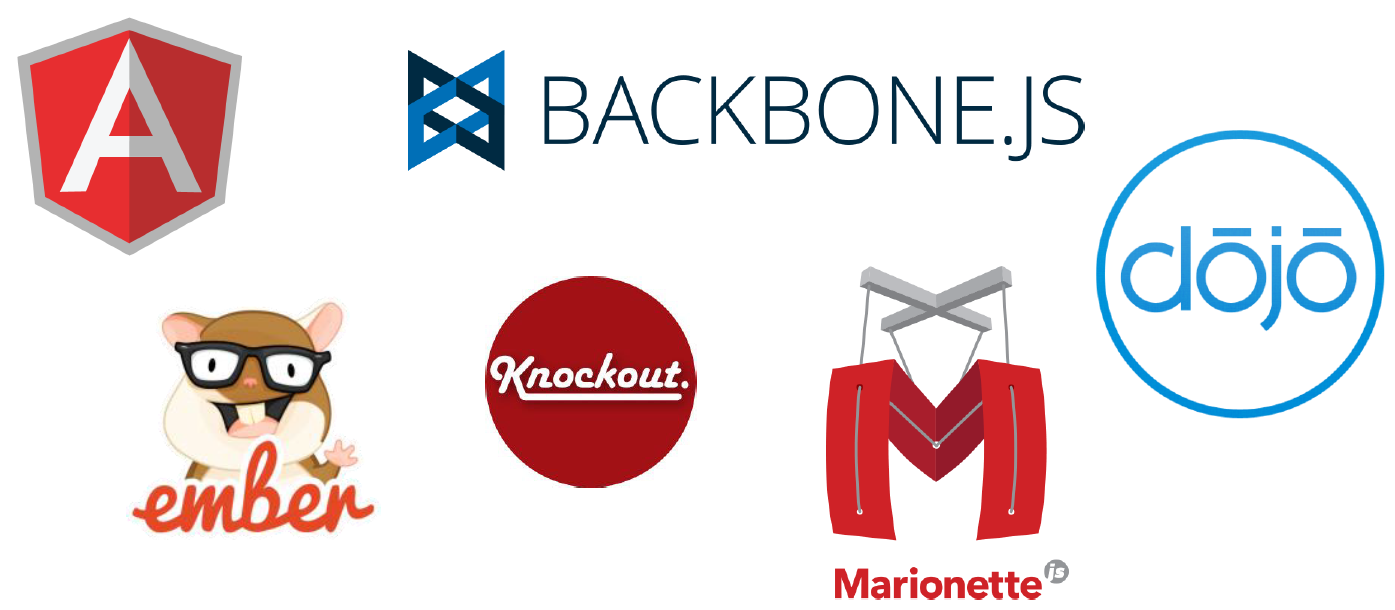 A
BACKBONE.JS
dōjō
ember
Knockout.
Marionette js